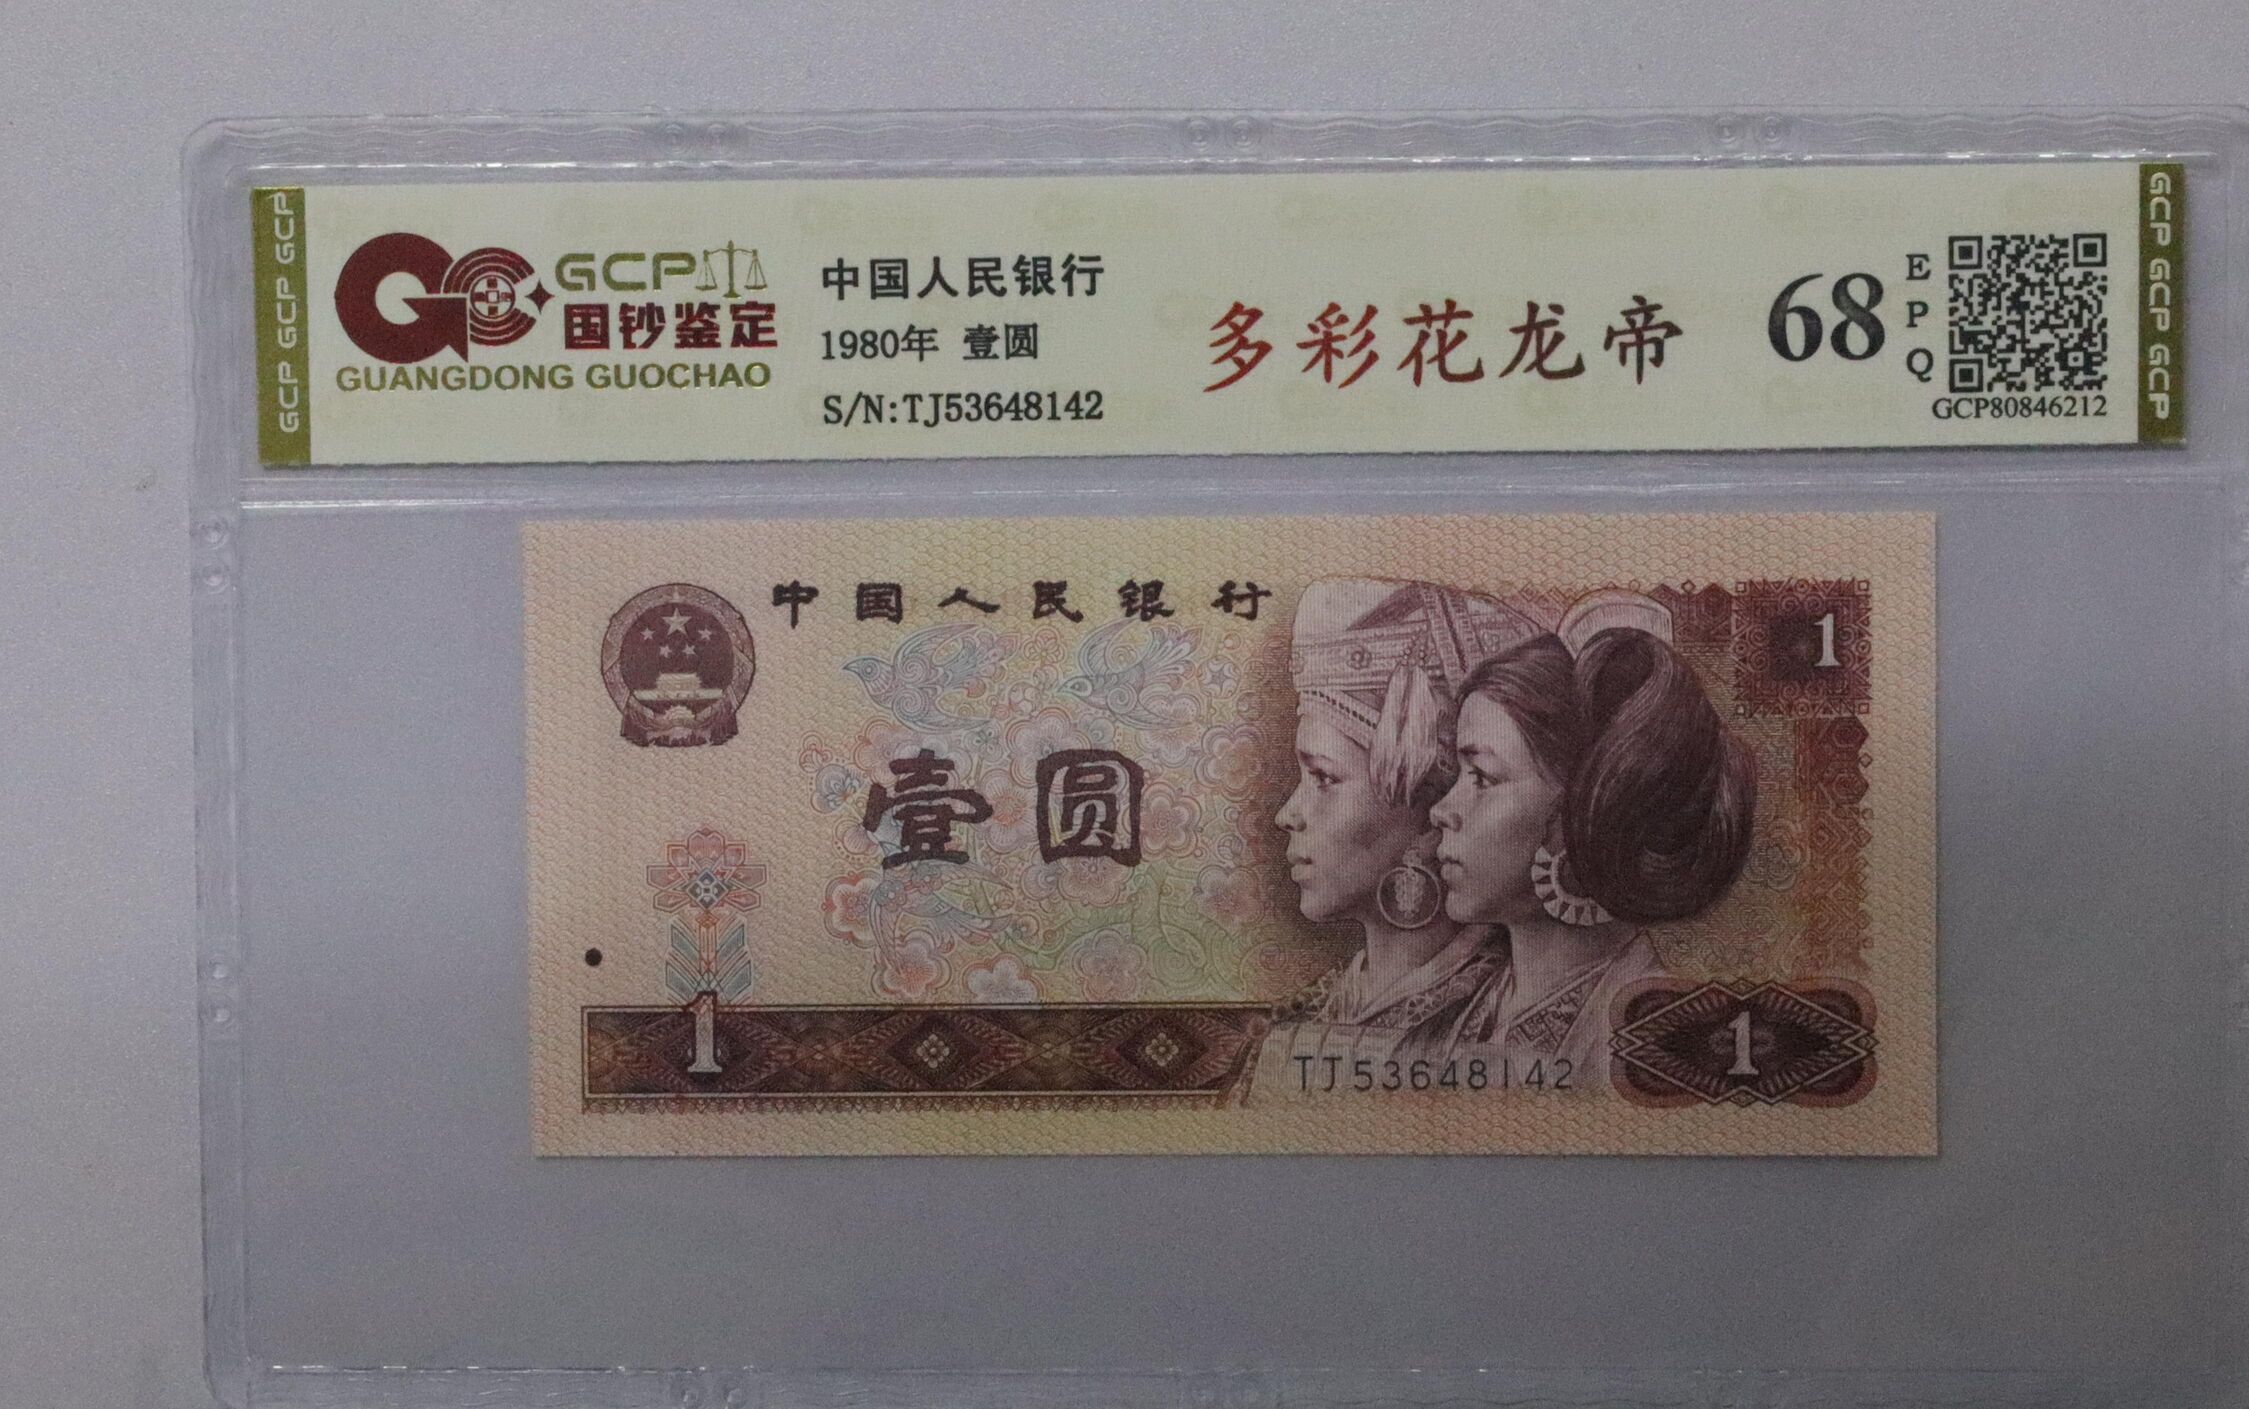 GCP GCP GCP
GCP
国钞鉴定
GUANGDONG GUOCHAO
中国人民银行
1980年 壹圆
S/N:TJ53648142
多彩花龙帝
68
EPQ
GCP80846212
GCP GCP GCP
中国人民银行
1
壹圆
1
TJ53648142
1